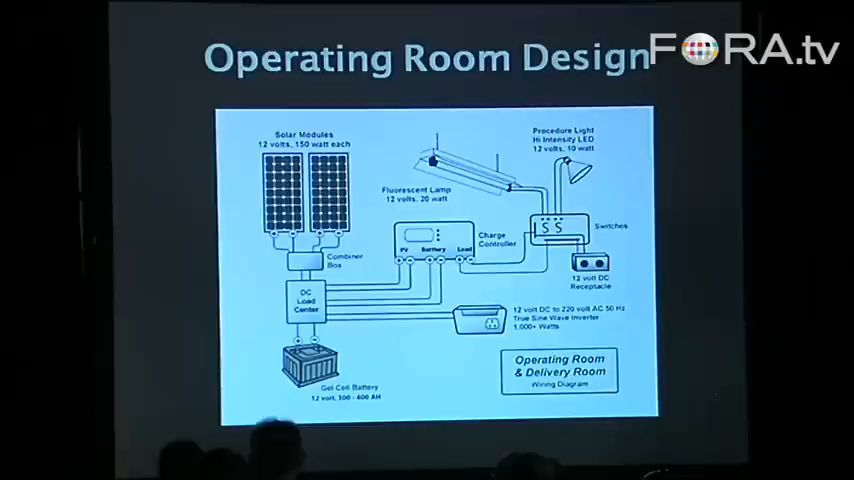 Operating Room Design
FORA.tv
Solar Modules
12 volts, 150 watt each
Procedure Light
Hi Intensity LED
12 volts, 10 watt
Fluorescent Lamp
12 volts, 20 watt
Charge
Controller
PV Battery Load
S S
Switches
Combiner
Box
12 volt DC
Receptacle
DC
Load
Center
12 volt DC to 220 volt AC 50 Hz
True Sine Wave Inverter
1,000+ Watts
Operating Room
& Delivery Room
Wiring Diagram
Gel Cell Battery
12 volt, 300 - 400 AH